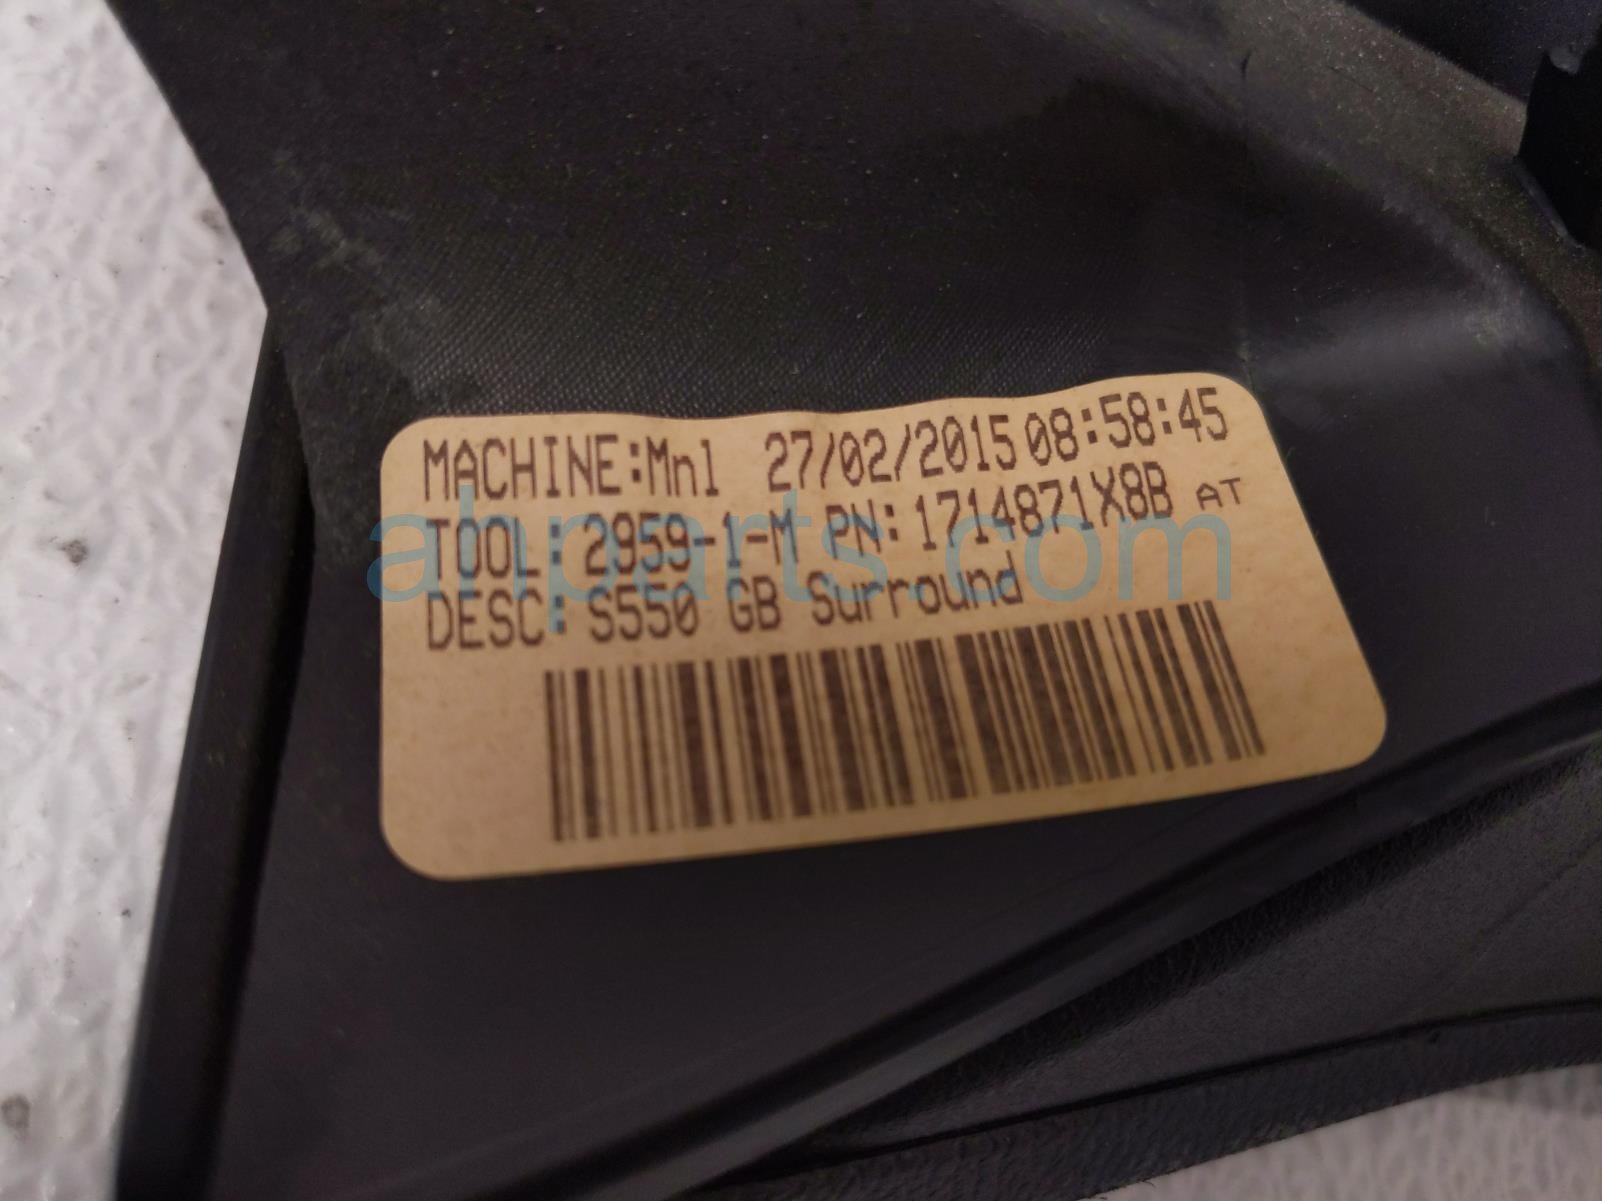 MACHINE:Mnl 27/02/2015 08:58:45
TOOL: 2959-1-M PN: 1714871X8B AT
DESC: S550 GB Surround
ahparts.com